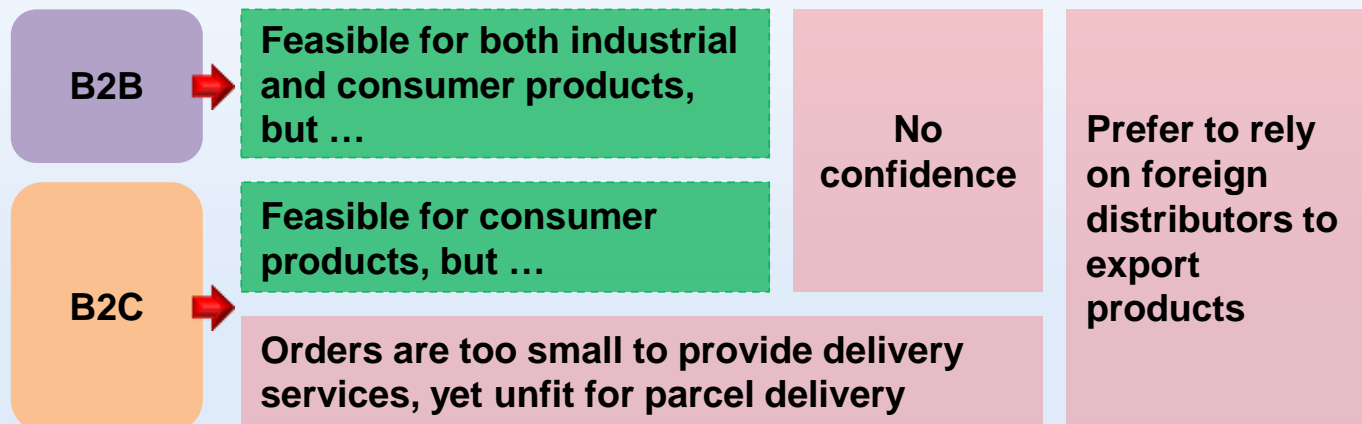 B2B
Feasible for both industrial
and consumer products,
but …
No
confidence
Prefer to rely
on foreign
distributors to
export
products
B2C
Feasible for consumer
products, but …
Orders are too small to provide delivery
services, yet unfit for parcel delivery